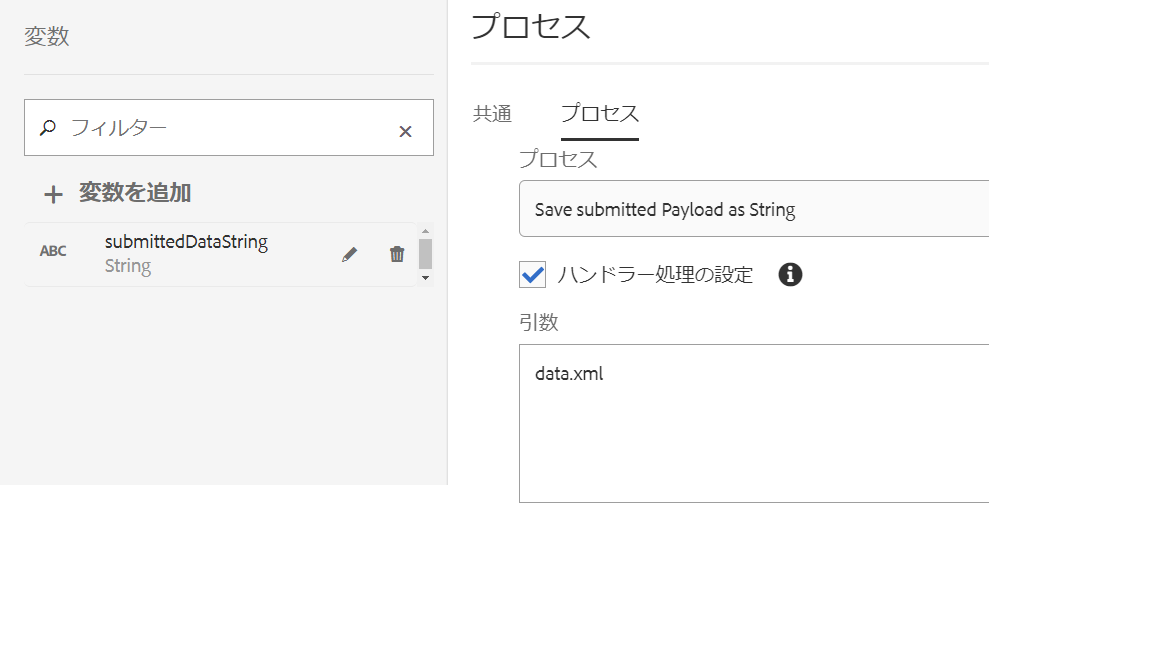 変数
フィルター
変数を追加
ABC
submittedDataString
String
プロセス
共通
プロセス
プロセス
Save submitted Payload as String
ハンドラー処理の設定
引数
data.xml